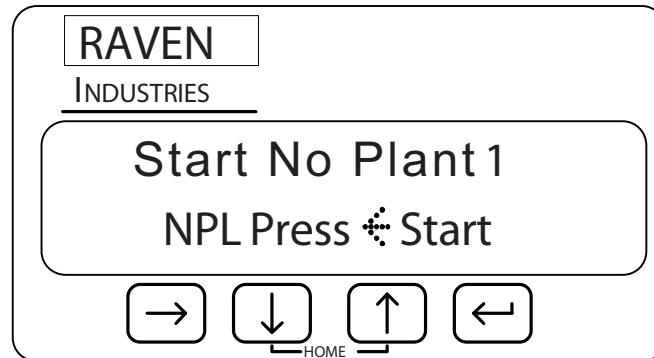 RAVEN
INDUSTRIES
Start No Plant 1
NPL Press ← Start
HOME